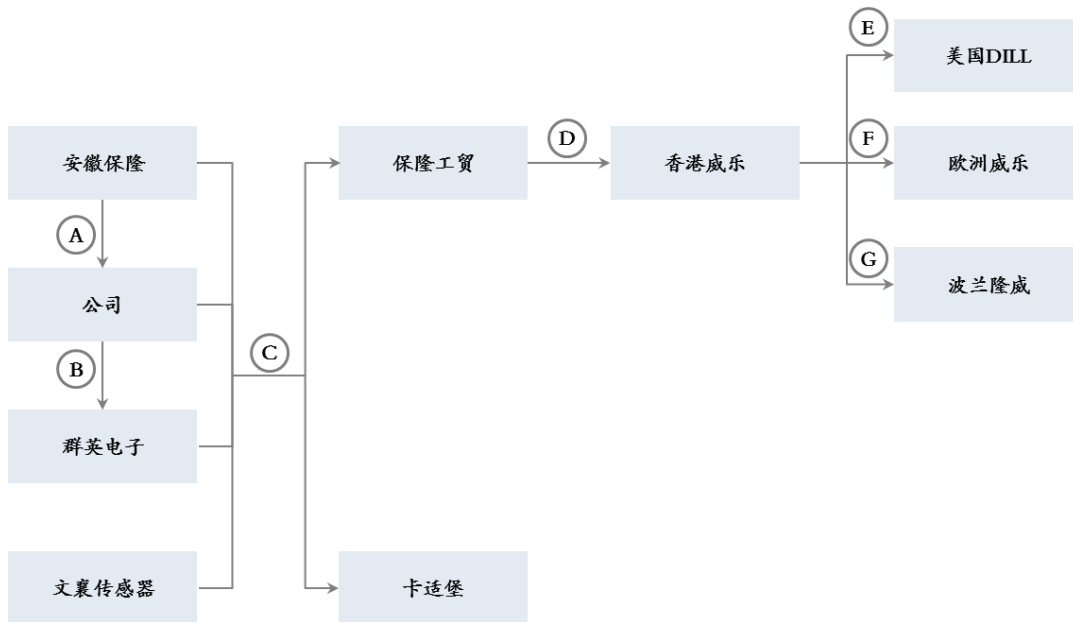 E
美国DILL
安徽保隆
保隆工贸
D
香港威乐
F
欧洲威乐
A
G
公司
波兰隆威
B
C
群英电子
文襄传感器
卡适堡